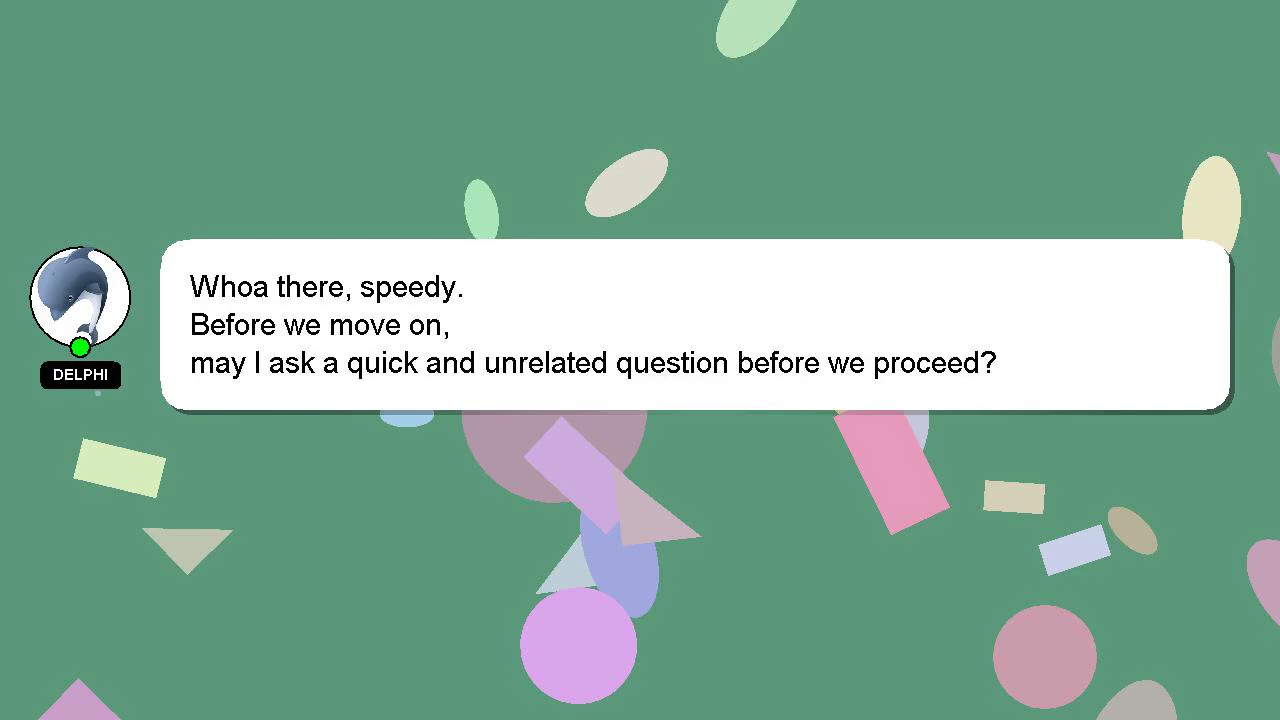 Whoa there, speedy.
Before we move on,
may I ask a quick and unrelated question before we proceed?
DELPHI